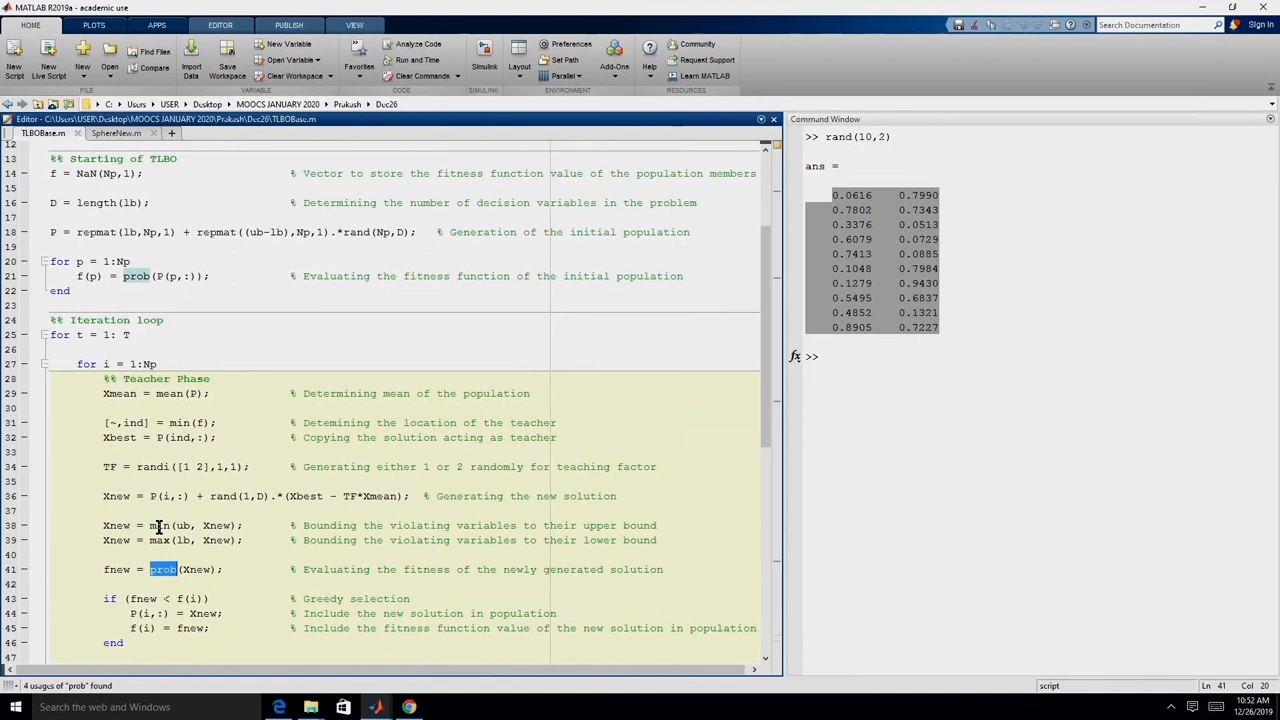 MATLAB R2019a - academic use
HOME PLOTS APPS EDITOR PUBLISH VIEW
Search Documentation Sign In
New Script
New Live Script
New
Open
Find Files
Compare
Import Data
Save Workspace
New Variable
Open Variable
Clear Workspace
Favorites
Analyze Code
Run and Time
Clear Commands
Simulink
Layout
Preferences
Set Path
Parallel
Add-Ons
Help
Community
Request Support
Learn MATLAB
FILE VARIABLE CODE SIMULINK ENVIRONMENT RESOURCES
C: Users USER Desktop MOOCS JANUARY 2020 Prakash Dec26
Editor - C:\Users\USER\Desktop\MOOCS JANUARY 2020\Prakash\Dec26\TLBOBase.m
TLBOBase.m SphereNew.m
12
13 %% Starting of TLBO
14 f = NaN(Np,1); % Vector to store the fitness function value of the population members
15
16 D = length(lb); % Determining the number of decision variables in the problem
17
18 P = repmat(lb,Np,1) + repmat((ub-lb),Np,1).*rand(Np,D); % Generation of the initial population
19
20 for p = 1:Np
21 f(p) = prob(P(p,:)); % Evaluating the fitness function of the initial population
22 end
23
24 %% Iteration loop
25 for t = 1: T
26
27 for i = 1:Np
28 %% Teacher Phase
29 Xmean = mean(P); % Determining mean of the population
30
31 [~,ind] = min(f); % Detemining the location of the teacher
32 Xbest = P(ind,:); % Copying the solution acting as teacher
33
34 TF = randi([1 2],1,1); % Generating either 1 or 2 randomly for teaching factor
35
36 Xnew = P(i,:) + rand(1,D).*(Xbest - TF*Xmean); % Generating the new solution
37
38 Xnew = min(ub, Xnew); % Bounding the violating variables to their upper bound
39 Xnew = max(lb, Xnew); % Bounding the violating variables to their lower bound
40
41 fnew = prob(Xnew); % Evaluating the fitness of the newly generated solution
42
43 if (fnew < f(i)) % Greedy selection
44 P(i,:) = Xnew; % Include the new solution in population
45 f(i) = fnew; % Include the fitness function value of the new solution in population
46 end
47
Command Window
>> rand(10,2)
ans =
0.0616 0.7990
0.7802 0.7343
0.3376 0.0513
0.6079 0.0729
0.7413 0.0885
0.1048 0.7984
0.1279 0.9430
0.5495 0.6837
0.4852 0.1321
0.8905 0.7227
fx >>
4 usages of "prob" found
script Ln 41 Col 20
Search the web and Windows
10:52 AM
12/26/2019